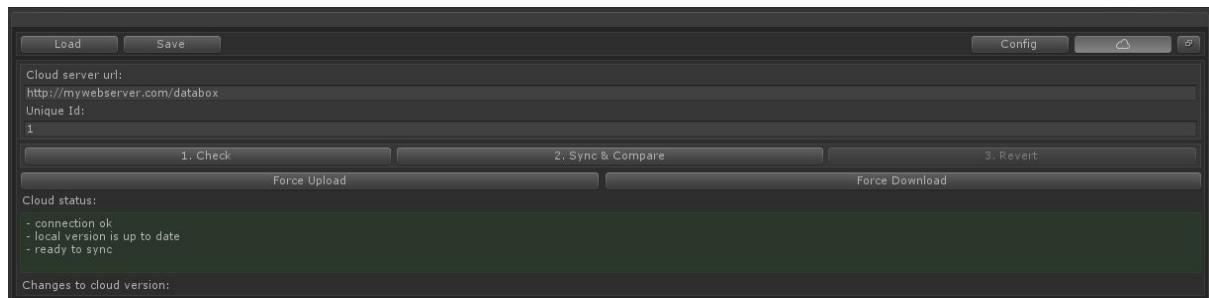 Load Save Config
Cloud server url:
http://mywebserver.com/databox
Unique Id:
1
1. Check 2. Sync & Compare 3. Revert
Force Upload Force Download
Cloud status:
- connection ok
- local version is up to date
- ready to sync
Changes to cloud version: